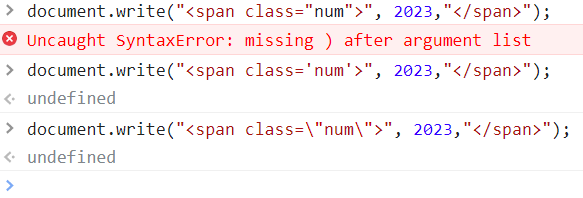 > document.write("<span class="num">", 2023,"</span>");
Uncaught SyntaxError: missing ) after argument list
> document.write("<span class='num'>", 2023,"</span>");
undefined
> document.write("<span class=\"num\">", 2023,"</span>");
undefined
>